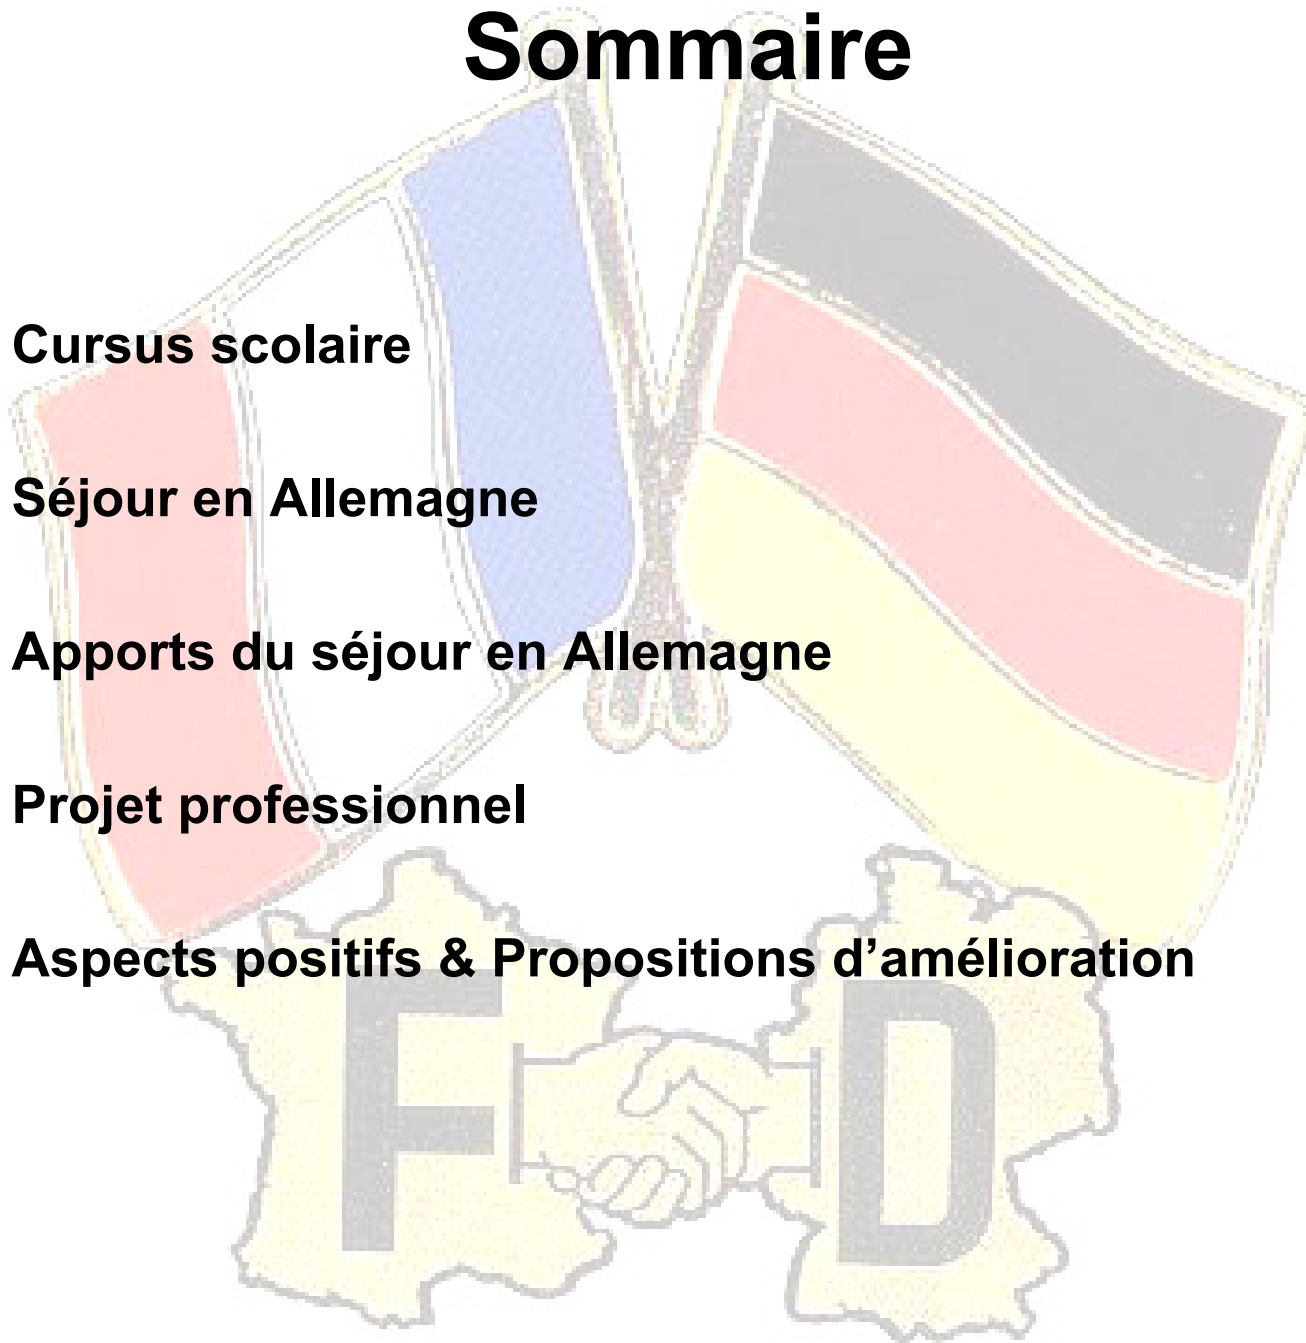 Sommaire
Cursus scolaire
Séjour en Allemagne
Apports du séjour en Allemagne
Projet professionnel
Aspects positifs & Propositions d’amélioration
F D